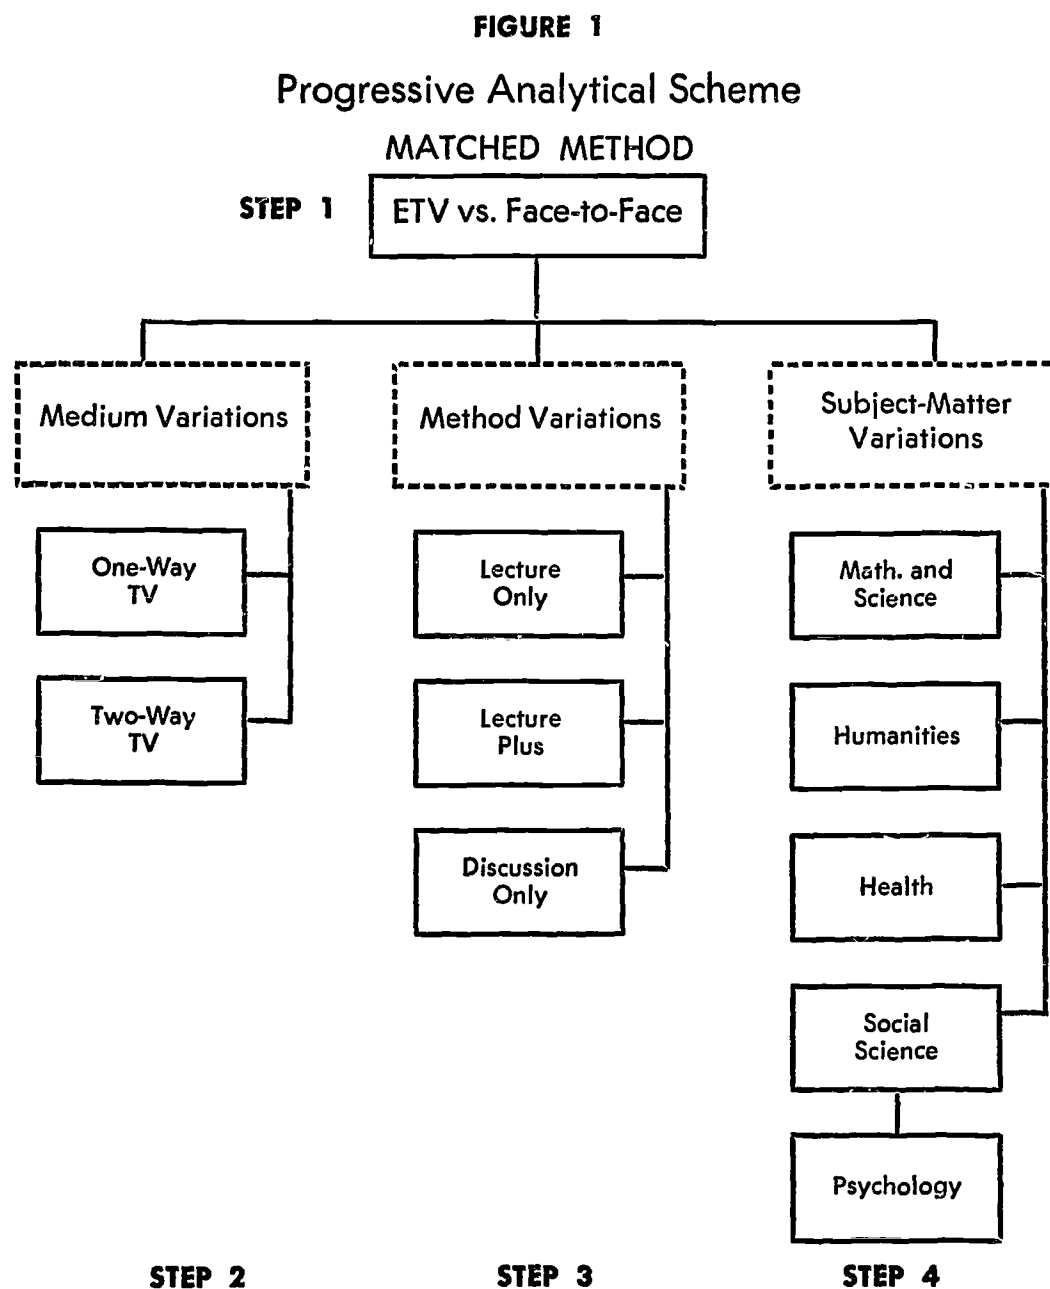 FIGURE 1
Progressive Analytical Scheme
MATCHED METHOD
STEP 1
ETV vs. Face-to-Face
Medium Variations
One-Way
TV
Two-Way
TV
STEP 2
Method Variations
Lecture
Only
Lecture
Plus
Discussion
Only
STEP 3
Subject-Matter
Variations
Math. and
Science
Humanities
Health
Social
Science
Psychology
STEP 4